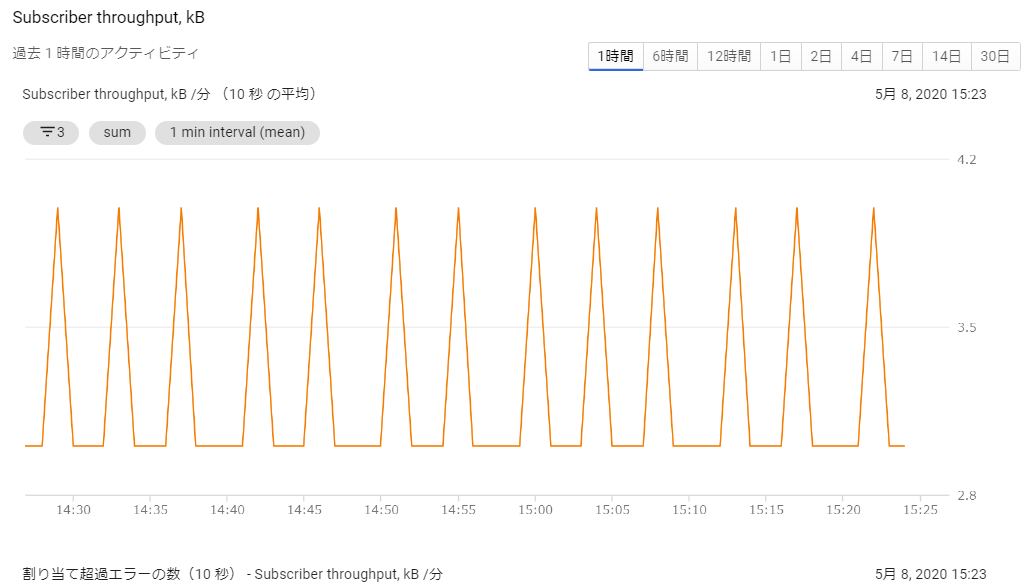 Subscriber throughput, kB
過去 1 時間のアクティビティ
1時間 6時間 12時間 1日 2日 4日 7日 14日 30日
Subscriber throughput, kB /分 （10 秒 の平均） 5月 8, 2020 15:23
3 sum 1 min interval (mean)
4.2
3.5
2.8
14:30 14:35 14:40 14:45 14:50 14:55 15:00 15:05 15:10 15:15 15:20 15:25
割り当て超過エラーの数（10 秒） - Subscriber throughput, kB /分 5月 8, 2020 15:23